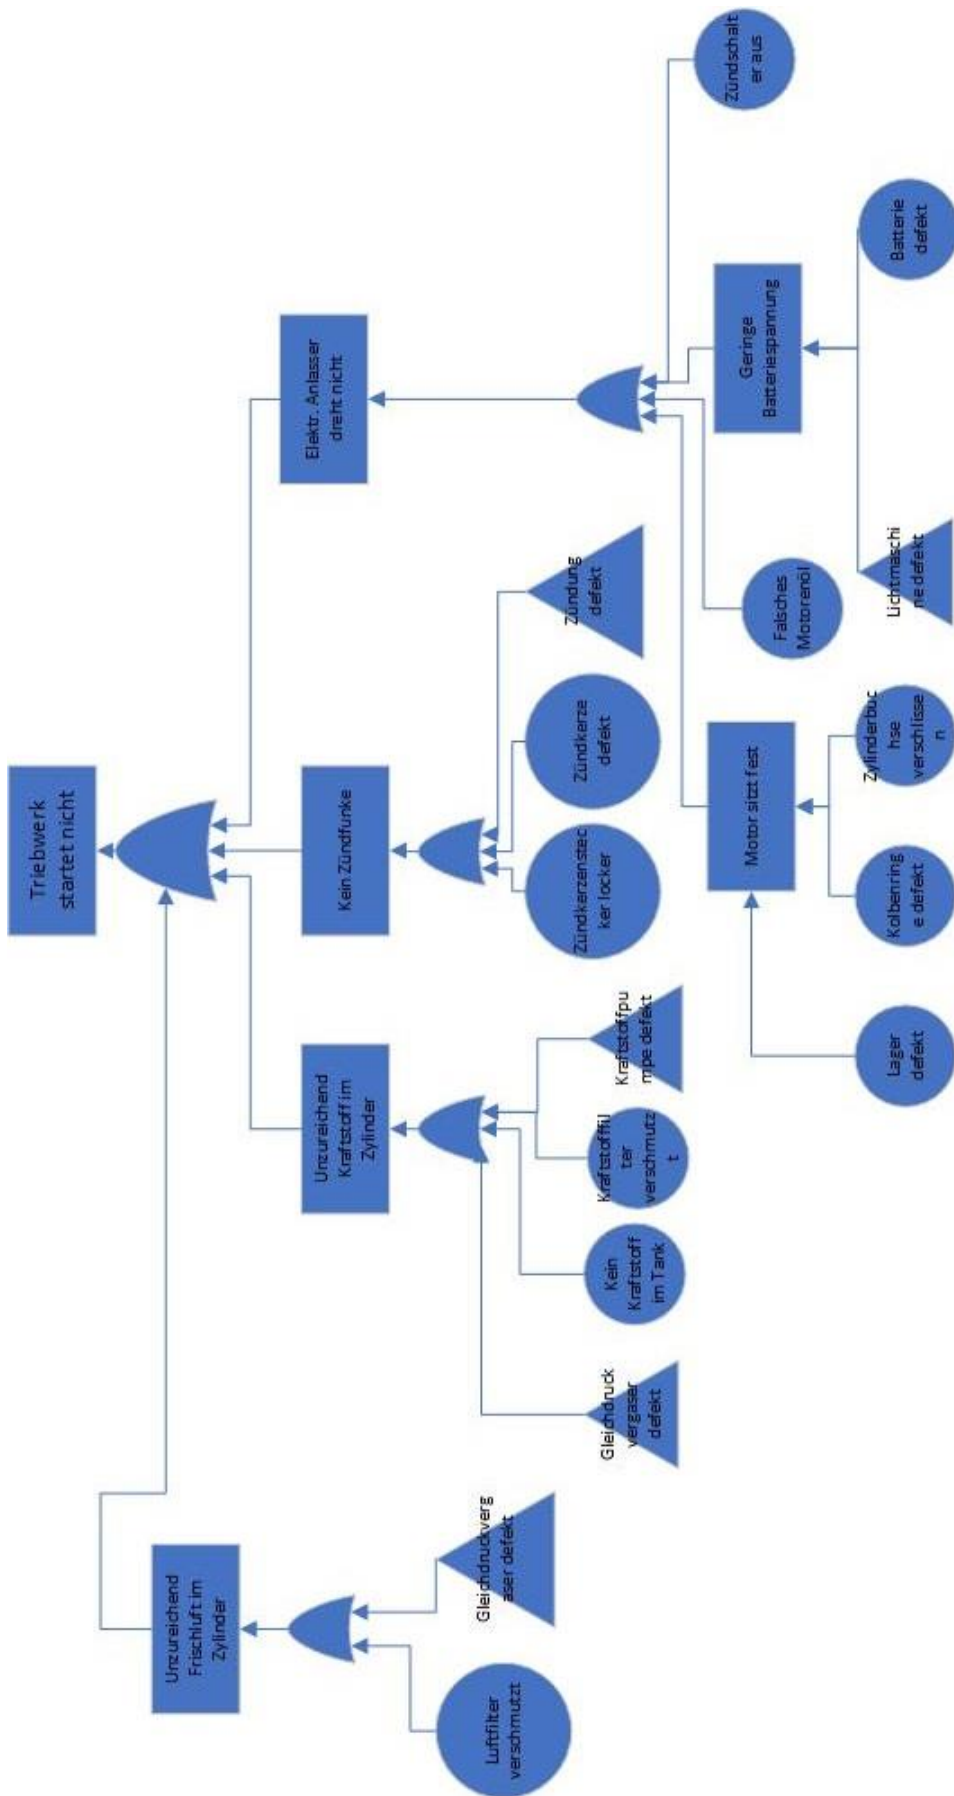 Triebwerk
startet nicht
Unzureichend
Frischluft im
Zylinder
Unzureichend
Kraftstoff im
Zylinder
Kein Zündfunke
Elektr. Anlasser
dreht nicht
Luftfilter
verschmutzt
Gleichdruckverg
aser defekt
Gleichdruck
vergaser
defekt
Kein
Kraftstoff
im Tank
Kraftstofffil
ter
verschmutz
t
Kraftstoffpu
mpe defekt
Zündkerzenstec
ker locker
Zündkerze
defekt
Zündung
defekt
Motor sitzt fest
Falsches
Motorenöl
Geringe
Batteriespannung
Zündschalt
er aus
Lager
defekt
Kolbenring
e defekt
Zylinderbuc
hse
verschlisse
n
Lichtmaschi
ne defekt
Batterie
defekt